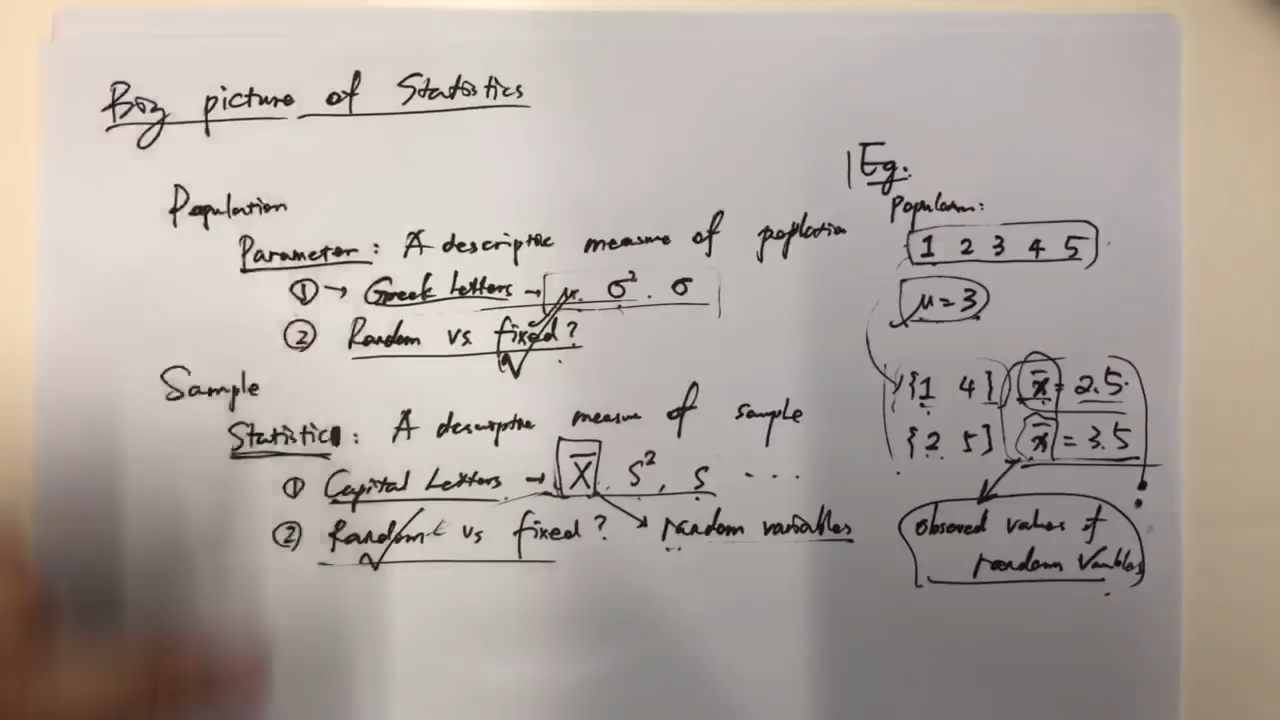 Big picture of Statistics
Population
Parameter: A descriptive measure of population
① → Greek letters → μ. σ². σ
② Random vs fixed?
Sample
Statistic: A descriptive measure of sample
① Capital letters → X̄. S², S ...
② Random vs fixed? → random variables
Eg.
Population:
1 2 3 4 5
μ = 3
{1 4} x̄ = 2.5
{2 5} x̄ = 3.5
observed values of
random variables